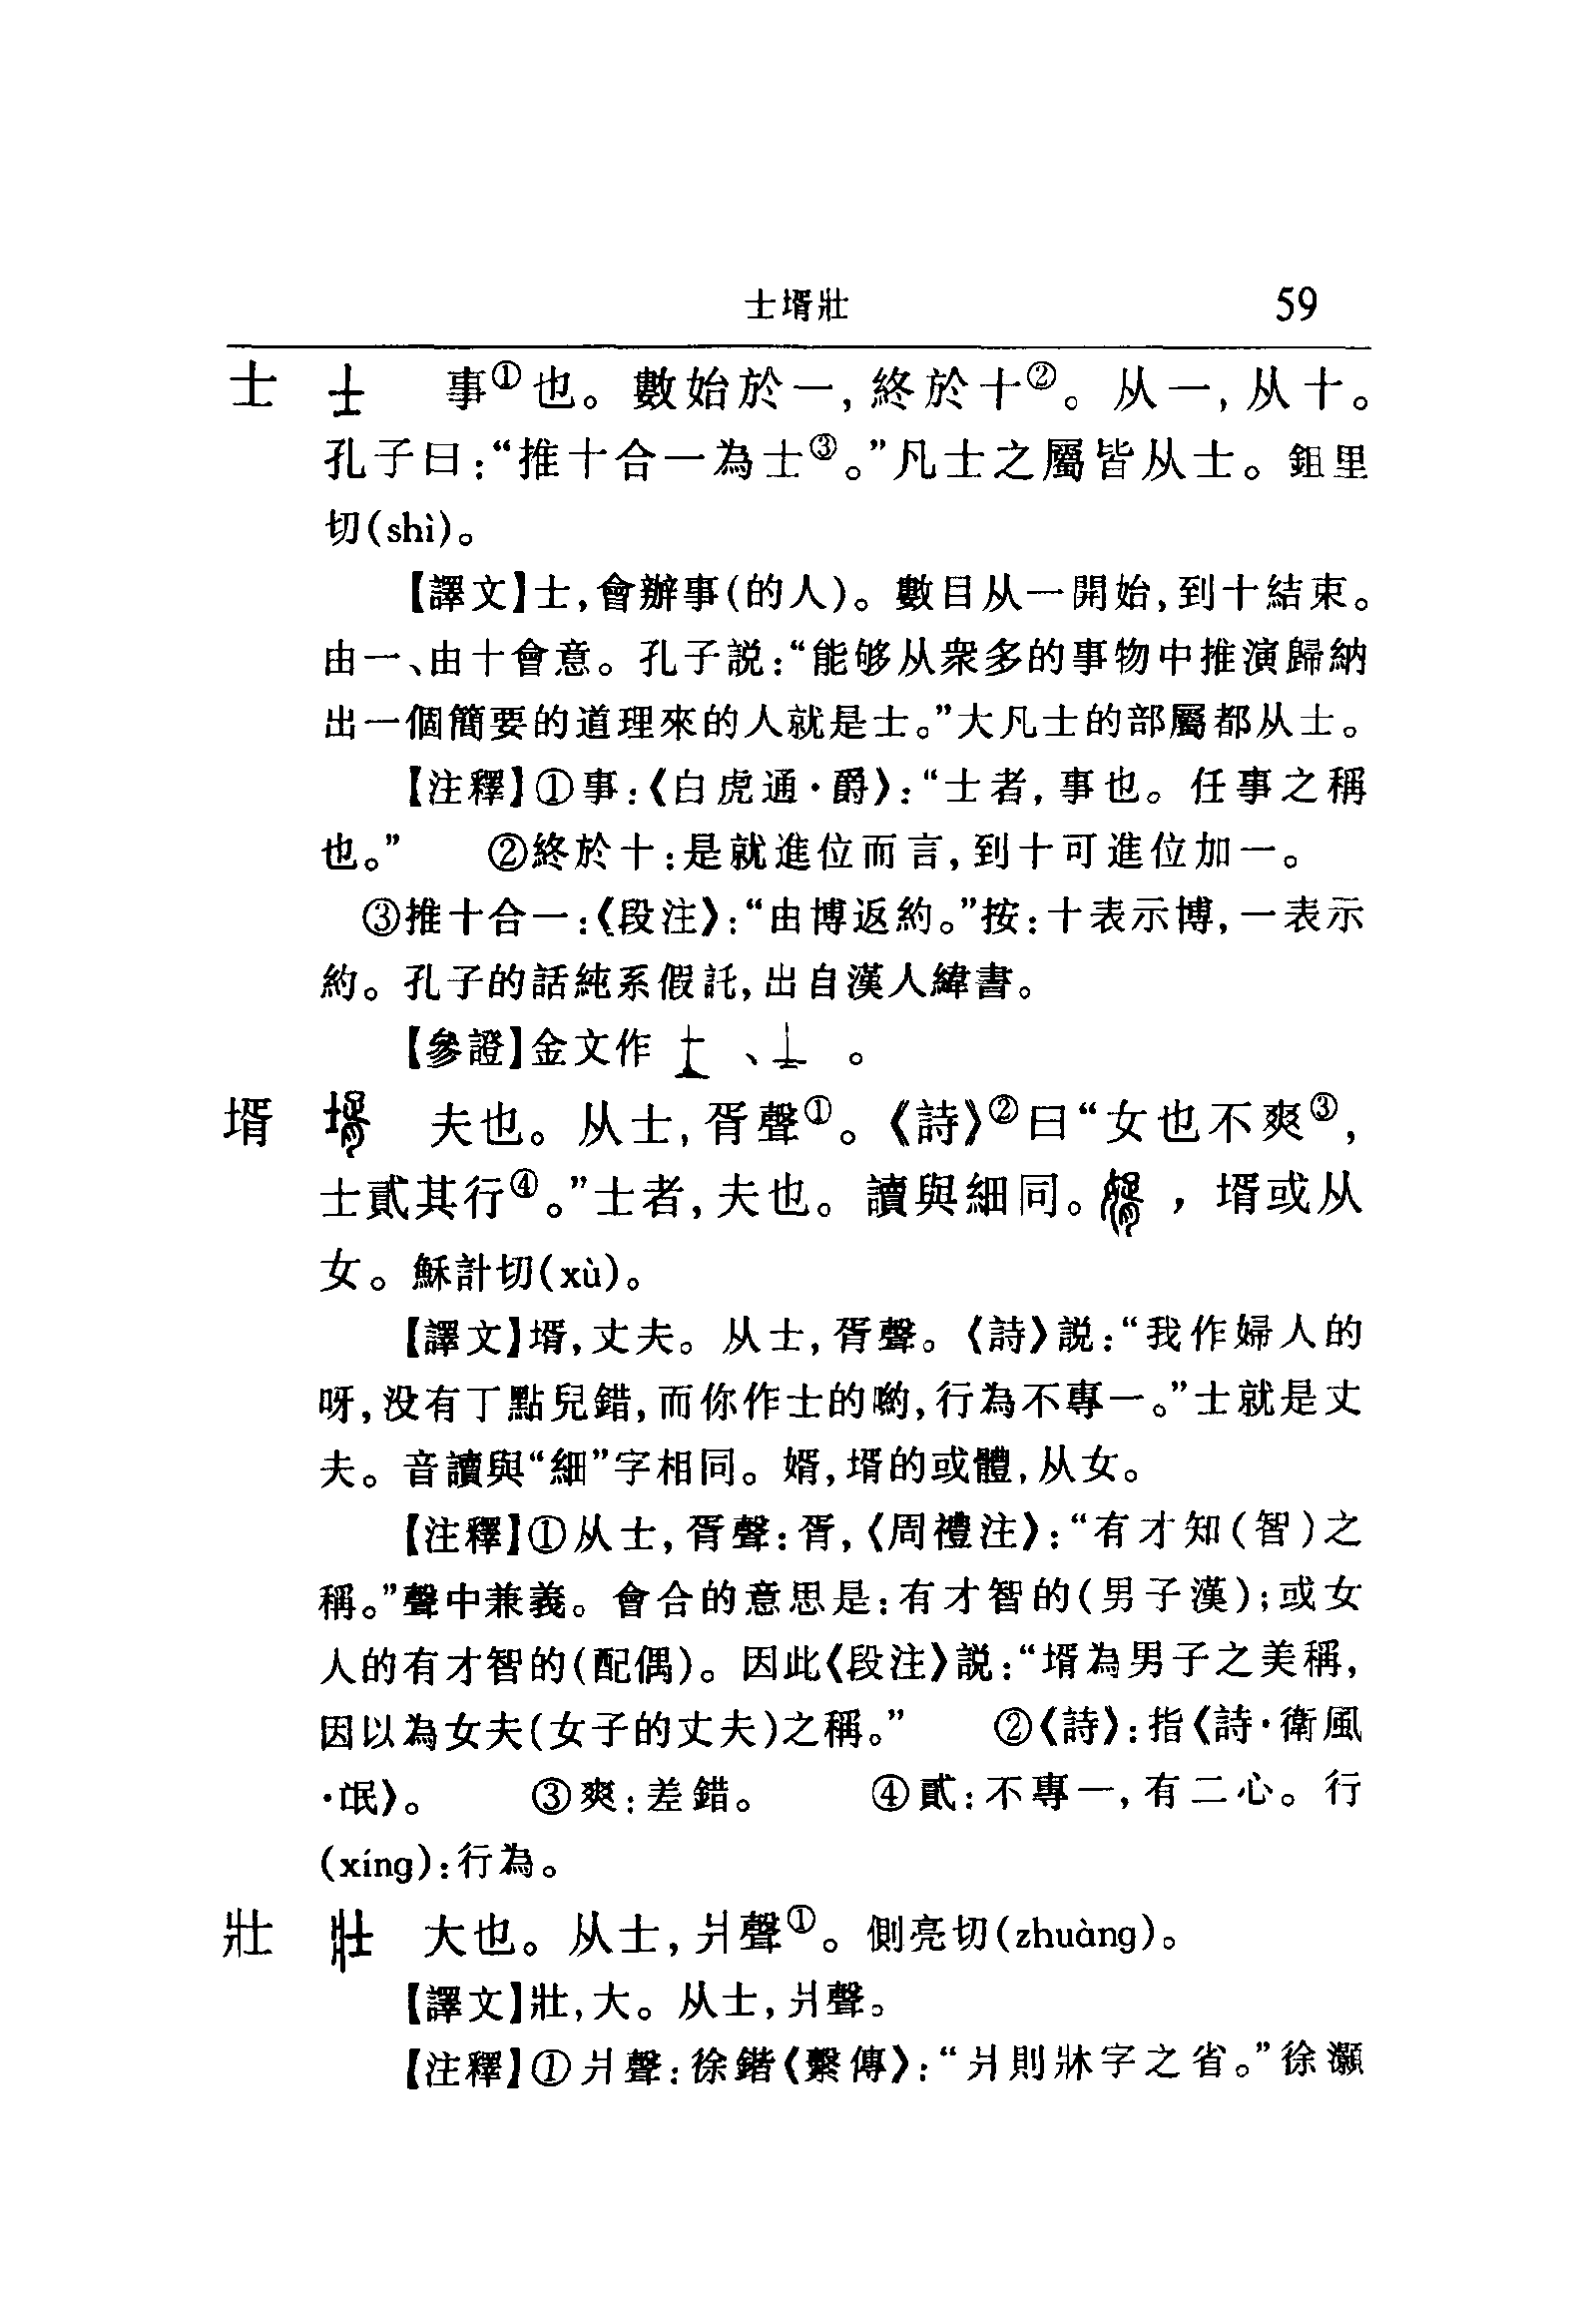 士壻壯 59
士 事①也。數始於一，終於十②。从一，从十。
孔子曰：“推十合一為士③。”凡士之屬皆从士。鉏里
切(shì)。
【譯文】士，會辦事(的人)。數目从一開始，到十結束。
由一、由十會意。孔子説：“能够从衆多的事物中推演歸納
出一個簡要的道理來的人就是士。”大凡士的部屬都从士。
【注釋】①事：《白虎通·爵》：“士者，事也。任事之稱
也。” ②終於十：是就進位而言，到十可進位加一。
③推十合一：《段注》：“由博返約。”按：十表示博，一表示
約。孔子的話純系假託，出自漢人緯書。
【參證】金文作 、 。
壻 夫也。从士，胥聲①。《詩》②曰“女也不爽③，
士貳其行④。”士者，夫也。讀與細同。 ，壻或从
女。穌計切(xù)。
【譯文】壻，丈夫。从士，胥聲。《詩》説：“我作婦人的
呀，没有丁點兒錯，而你作士的喲，行為不專一。”士就是丈
夫。音讀與“細”字相同。婿，壻的或體，从女。
【注釋】①从士，胥聲：胥，《周禮注》：“有才知(智)之
稱。”聲中兼義。會合的意思是：有才智的(男子漢)；或女
人的有才智的(配偶)。因此《段注》説：“壻為男子之美稱，
因以為女夫(女子的丈夫)之稱。” ②《詩》：指《詩·衛風
·氓》。 ③爽：差錯。 ④貳：不專一，有二心。行
(xíng)：行為。
壯 大也。从士，爿聲①。側亮切(zhuàng)。
【譯文】壯，大。从士，爿聲。
【注釋】①爿聲：徐鍇《繫傳》：“爿則牀字之省。”徐灝